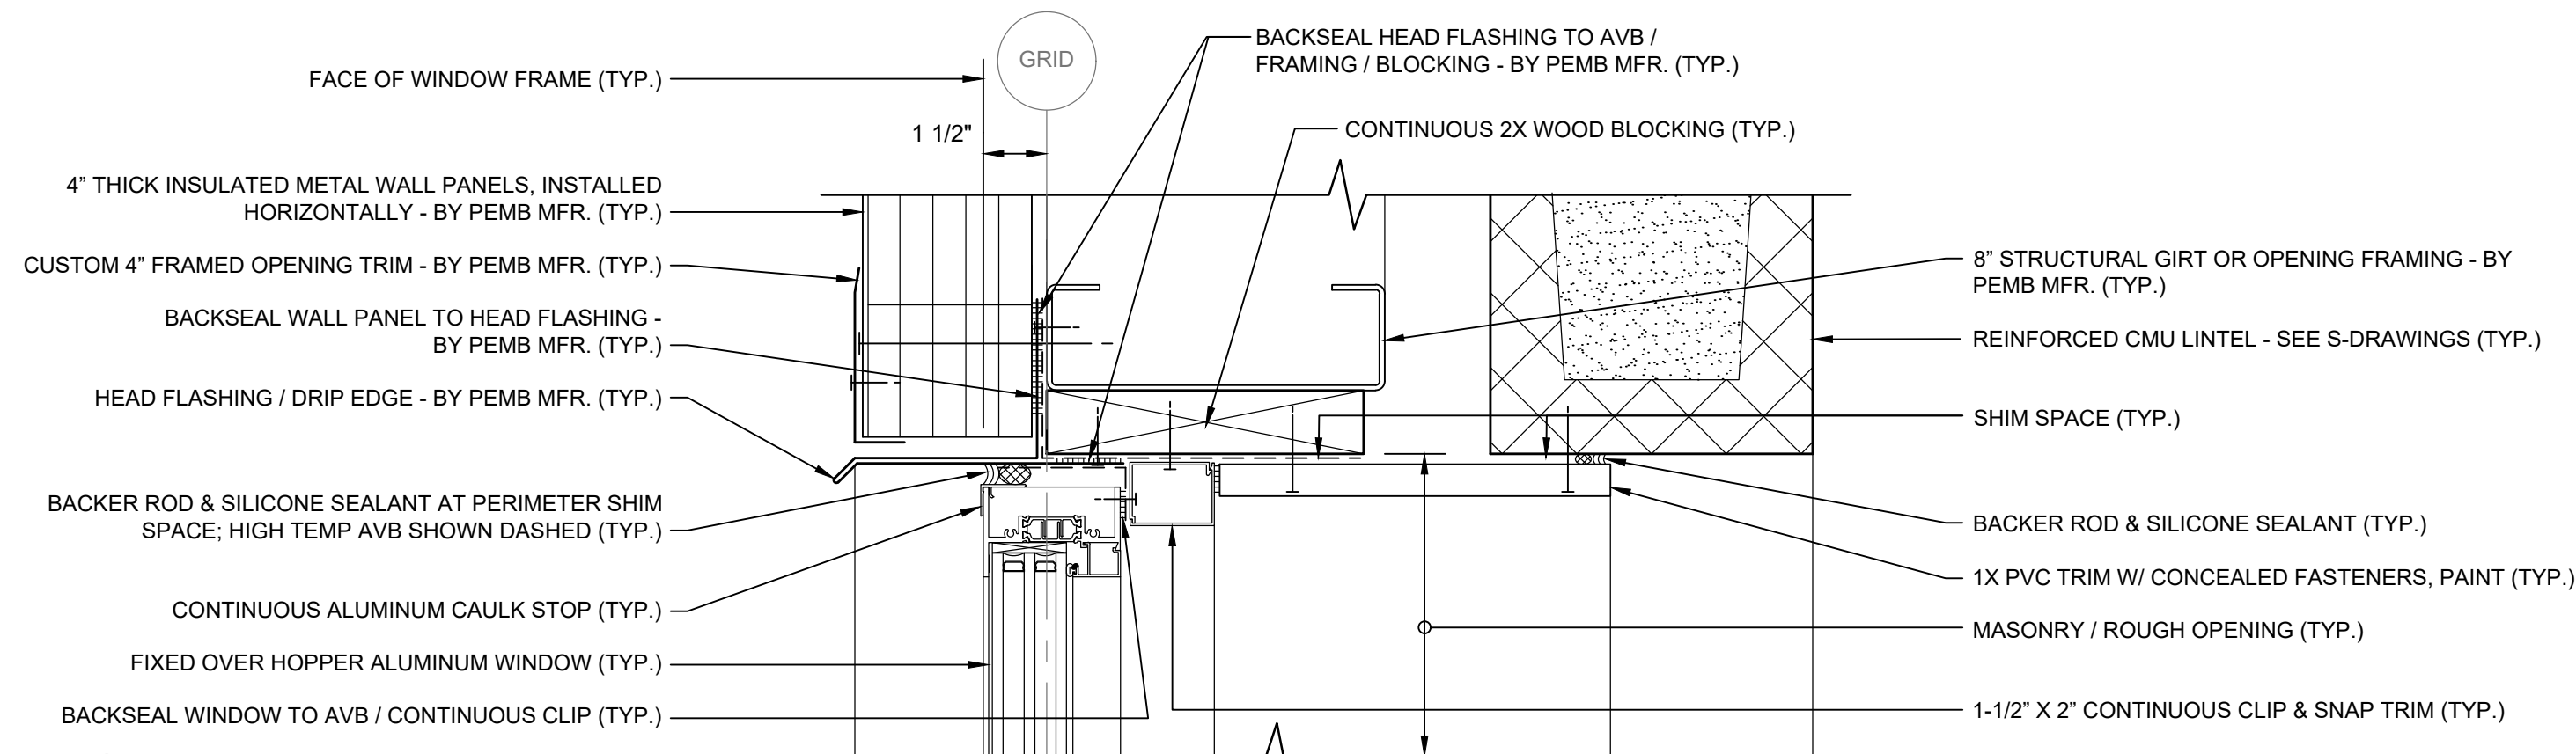 GRID
FACE OF WINDOW FRAME (TYP.)
1 1/2"
4” THICK INSULATED METAL WALL PANELS, INSTALLED
HORIZONTALLY - BY PEMB MFR. (TYP.)
CUSTOM 4” FRAMED OPENING TRIM - BY PEMB MFR. (TYP.)
BACKSEAL WALL PANEL TO HEAD FLASHING -
BY PEMB MFR. (TYP.)
HEAD FLASHING / DRIP EDGE - BY PEMB MFR. (TYP.)
BACKER ROD & SILICONE SEALANT AT PERIMETER SHIM
SPACE; HIGH TEMP AVB SHOWN DASHED (TYP.)
CONTINUOUS ALUMINUM CAULK STOP (TYP.)
FIXED OVER HOPPER ALUMINUM WINDOW (TYP.)
BACKSEAL WINDOW TO AVB / CONTINUOUS CLIP (TYP.)
BACKSEAL HEAD FLASHING TO AVB /
FRAMING / BLOCKING - BY PEMB MFR. (TYP.)
CONTINUOUS 2X WOOD BLOCKING (TYP.)
8” STRUCTURAL GIRT OR OPENING FRAMING - BY
PEMB MFR. (TYP.)
REINFORCED CMU LINTEL - SEE S-DRAWINGS (TYP.)
SHIM SPACE (TYP.)
BACKER ROD & SILICONE SEALANT (TYP.)
1X PVC TRIM W/ CONCEALED FASTENERS, PAINT (TYP.)
MASONRY / ROUGH OPENING (TYP.)
1-1/2” X 2” CONTINUOUS CLIP & SNAP TRIM (TYP.)